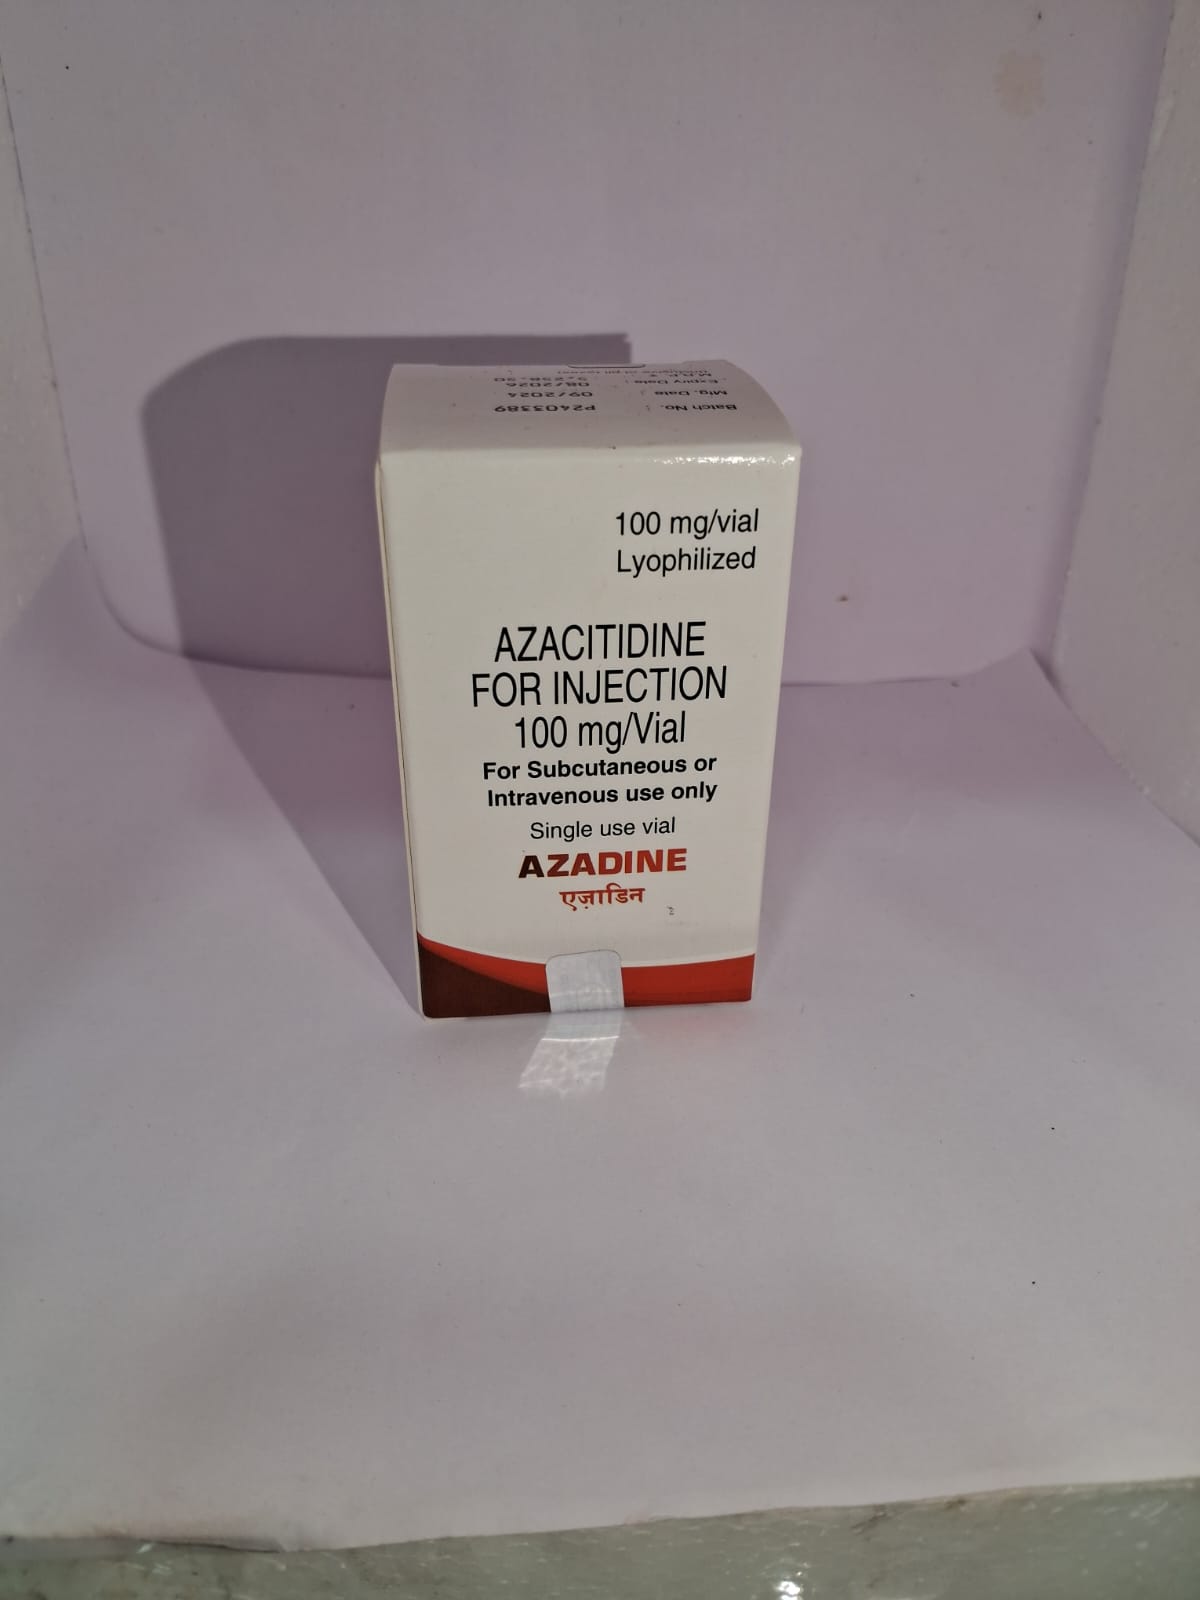 Batch No. : P2403389
Mfg. Date : 09/2024
Expiry Date : 08/2026
100 mg/vial
Lyophilized
AZACITIDINE
FOR INJECTION
100 mg/Vial
For Subcutaneous or
Intravenous use only
Single use vial
AZADINE
एज़ाडिन